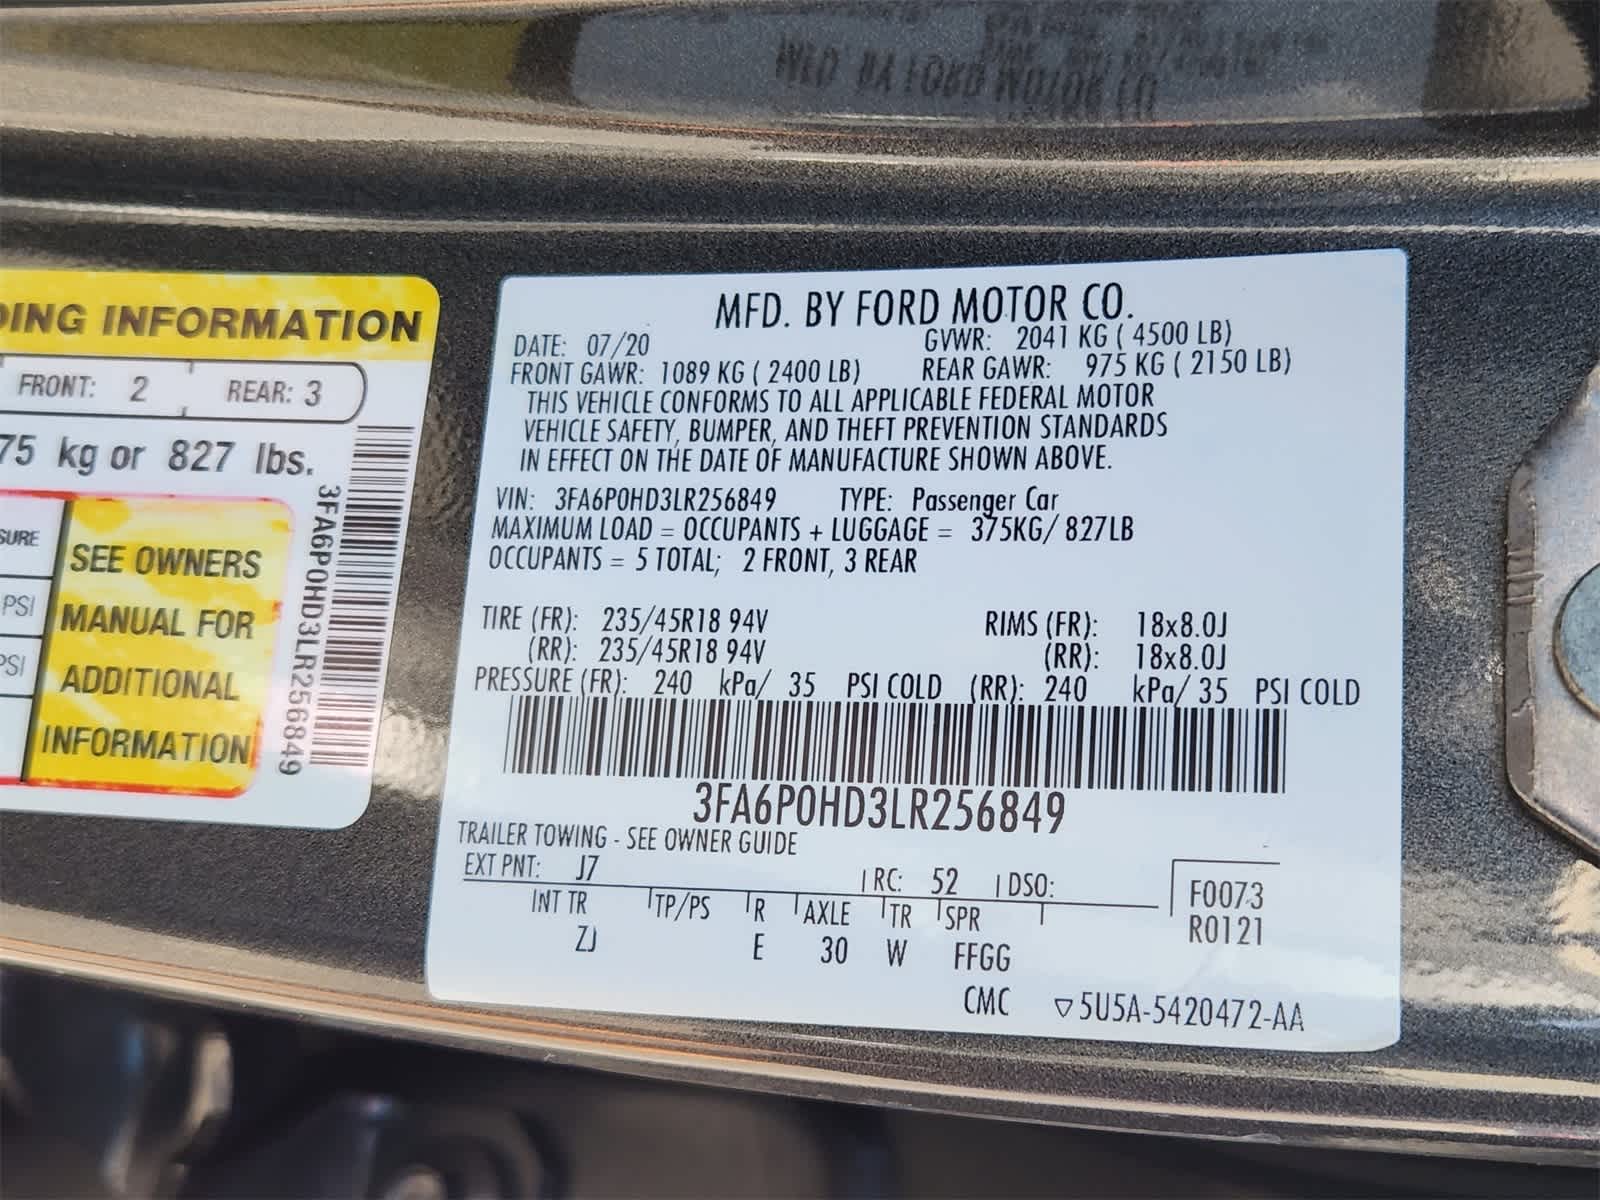 DING INFORMATION
FRONT: 2 REAR: 3
75 kg or 827 lbs.
SURE
PSI
PSI
SEE OWNERS
MANUAL FOR
ADDITIONAL
INFORMATION
3FA6P0HD3LR256849
MFD. BY FORD MOTOR CO.
DATE: 07/20 GVWR: 2041 KG ( 4500 LB)
FRONT GAWR: 1089 KG ( 2400 LB) REAR GAWR: 975 KG ( 2150 LB)
THIS VEHICLE CONFORMS TO ALL APPLICABLE FEDERAL MOTOR
VEHICLE SAFETY, BUMPER, AND THEFT PREVENTION STANDARDS
IN EFFECT ON THE DATE OF MANUFACTURE SHOWN ABOVE.
VIN: 3FA6P0HD3LR256849 TYPE: Passenger Car
MAXIMUM LOAD = OCCUPANTS + LUGGAGE = 375KG/ 827LB
OCCUPANTS = 5 TOTAL; 2 FRONT, 3 REAR
TIRE (FR): 235/45R18 94V RIMS (FR): 18x8.0J
(RR): 235/45R18 94V (RR): 18x8.0J
PRESSURE (FR): 240 kPa/ 35 PSI COLD (RR): 240 kPa/ 35 PSI COLD
3FA6P0HD3LR256849
TRAILER TOWING - SEE OWNER GUIDE
EXT PNT: J7 RC: 52 DSO:
INT TR TP/PS R AXLE TR SPR
ZJ E 30 W FFGG
F0073
R0121
CMC ▽5U5A-5420472-AA